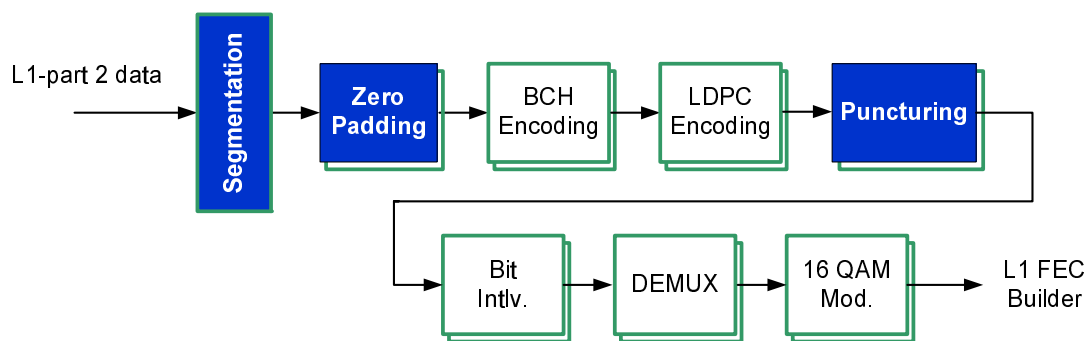 L1-part 2 data
Segmentation
Zero
Padding
BCH
Encoding
LDPC
Encoding
Puncturing
Bit
Intlv.
DEMUX
16 QAM
Mod.
L1 FEC
Builder